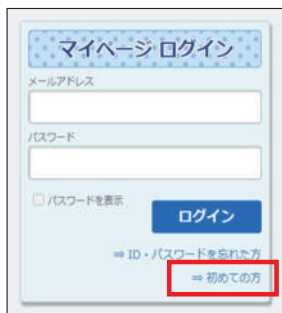 マイページ ログイン
メールアドレス
パスワード
パスワードを表示
ログイン
⇒ ID・パスワードを忘れた方
⇒ 初めての方